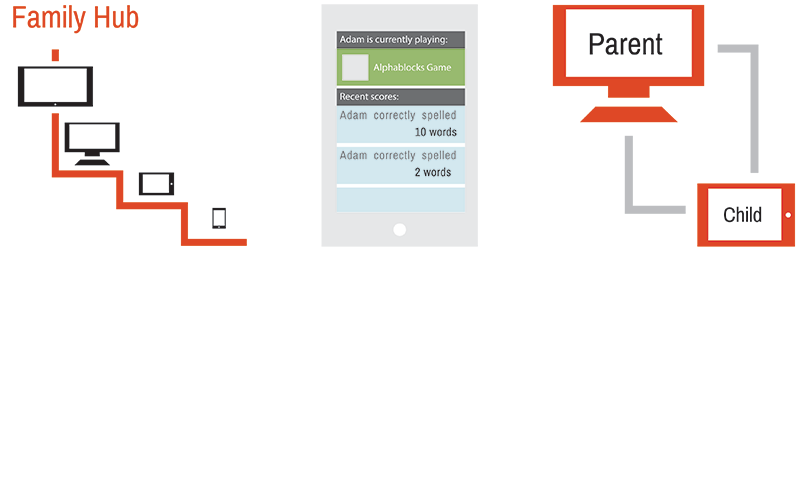 Family Hub
Adam is currently playing:
Alphablocks Game
Recent scores:
Adam correctly spelled
10 words
Adam correctly spelled
2 words
Parent
Child